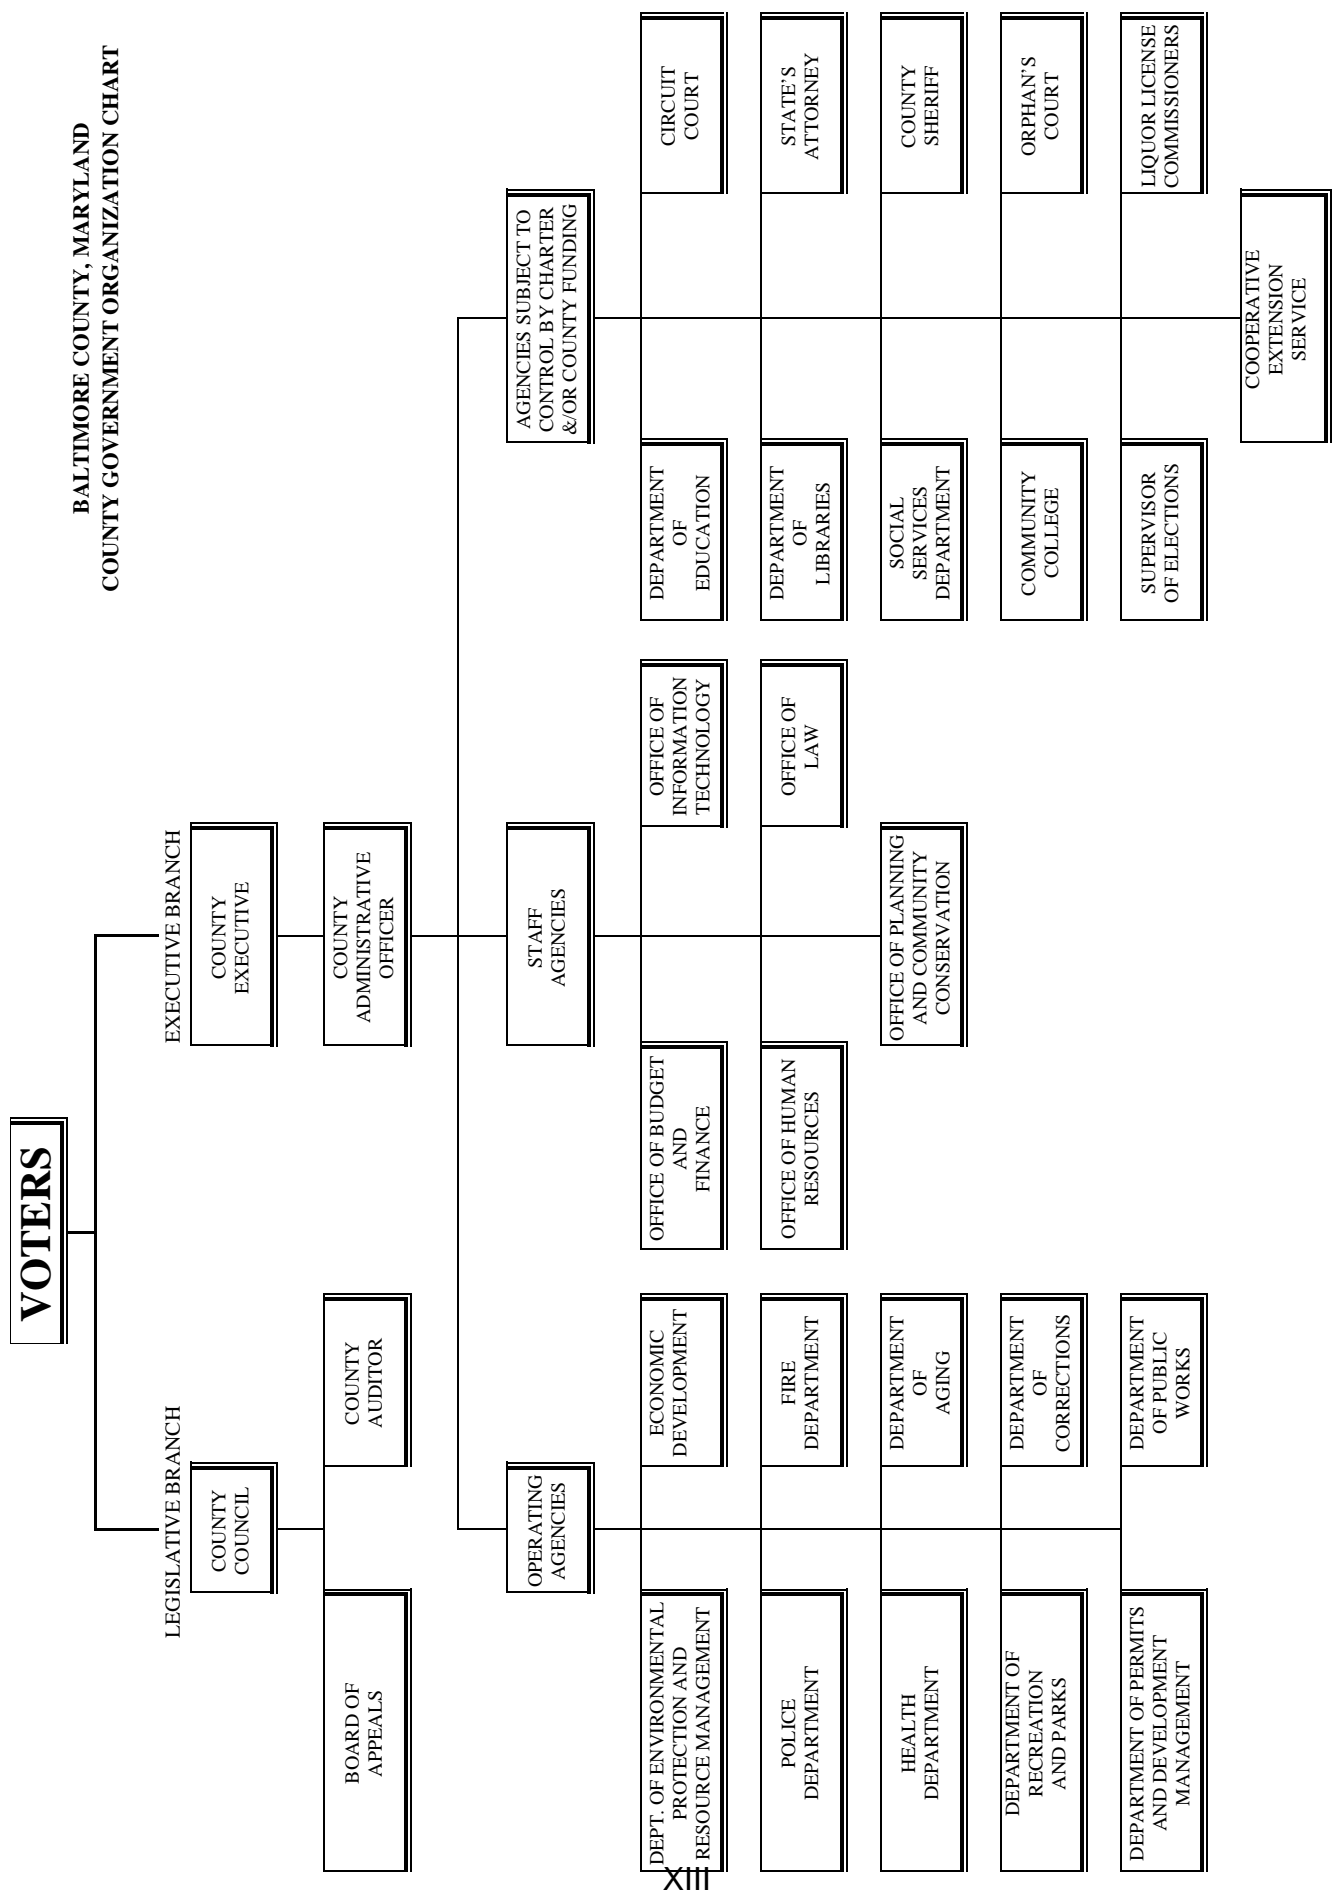 BALTIMORE COUNTY, MARYLAND
COUNTY GOVERNMENT ORGANIZATION CHART
VOTERS
LEGISLATIVE BRANCH
EXECUTIVE BRANCH
COUNTY
COUNCIL
COUNTY
EXECUTIVE
BOARD OF
APPEALS
COUNTY
AUDITOR
COUNTY
ADMINISTRATIVE
OFFICER
OPERATING
AGENCIES
STAFF
AGENCIES
AGENCIES SUBJECT TO
CONTROL BY CHARTER
&/OR COUNTY FUNDING
DEPT. OF ENVIRONMENTAL
PROTECTION AND
RESOURCE MANAGEMENT
ECONOMIC
DEVELOPMENT
OFFICE OF BUDGET
AND
FINANCE
OFFICE OF
INFORMATION
TECHNOLOGY
DEPARTMENT
OF
EDUCATION
CIRCUIT
COURT
POLICE
DEPARTMENT
FIRE
DEPARTMENT
OFFICE OF HUMAN
RESOURCES
OFFICE OF
LAW
DEPARTMENT
OF
LIBRARIES
STATE'S
ATTORNEY
HEALTH
DEPARTMENT
DEPARTMENT
OF
AGING
OFFICE OF PLANNING
AND COMMUNITY
CONSERVATION
SOCIAL
SERVICES
DEPARTMENT
COUNTY
SHERIFF
DEPARTMENT OF
RECREATION
AND PARKS
DEPARTMENT
OF
CORRECTIONS
COMMUNITY
COLLEGE
ORPHAN'S
COURT
DEPARTMENT OF PERMITS
AND DEVELOPMENT
MANAGEMENT
DEPARTMENT
OF PUBLIC
WORKS
SUPERVISOR
OF ELECTIONS
LIQUOR LICENSE
COMMISSIONERS
COOPERATIVE
EXTENSION
SERVICE
XIII